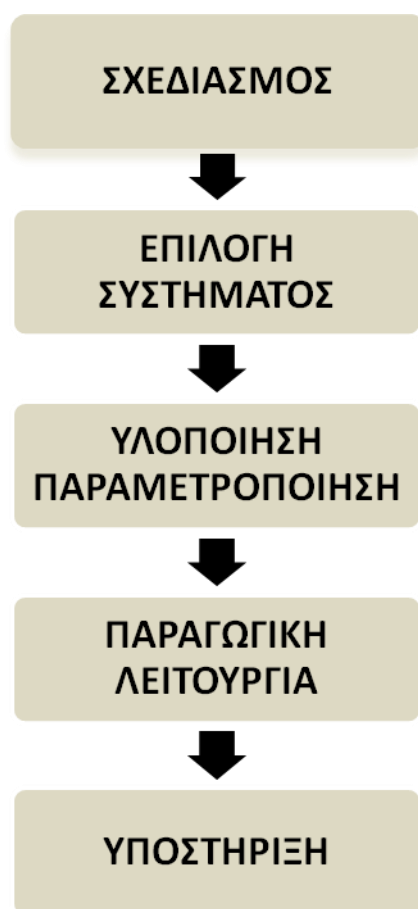 ΣΧΕΔΙΑΣΜΟΣ
ΕΠΙΛΟΓΗ
ΣΥΣΤΗΜΑΤΟΣ
ΥΛΟΠΟΙΗΣΗ
ΠΑΡΑΜΕΤΡΟΠΟΙΗΣΗ
ΠΑΡΑΓΩΓΙΚΗ
ΛΕΙΤΟΥΡΓΙΑ
ΥΠΟΣΤΗΡΙΞΗ